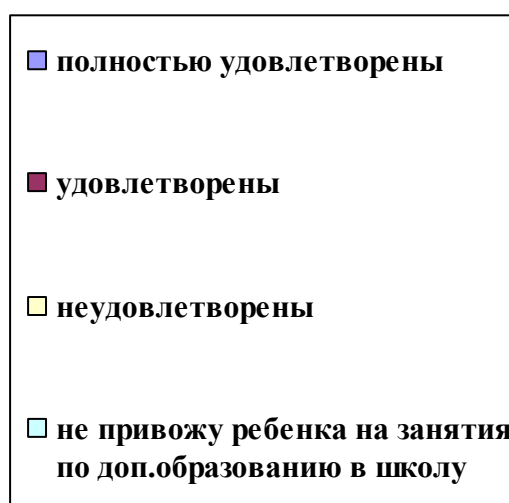 полностью удовлетворены
удовлетворены
неудовлетворены
не привожу ребенка на занятия
по доп.образованию в школу